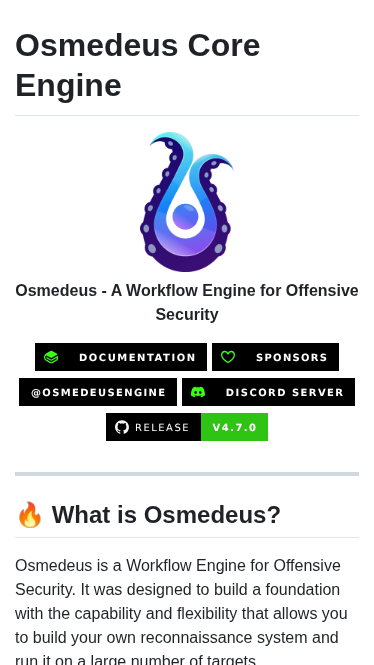 Osmedeus Core
Engine
Osmedeus - A Workflow Engine for Offensive
Security
DOCUMENTATION
SPONSORS
@OSMEDEUSENGINE
DISCORD SERVER
RELEASE V4.7.0
🔥 What is Osmedeus?
Osmedeus is a Workflow Engine for Offensive
Security. It was designed to build a foundation
with the capability and flexibility that allows you
to build your own reconnaissance system and
run it on a large number of targets